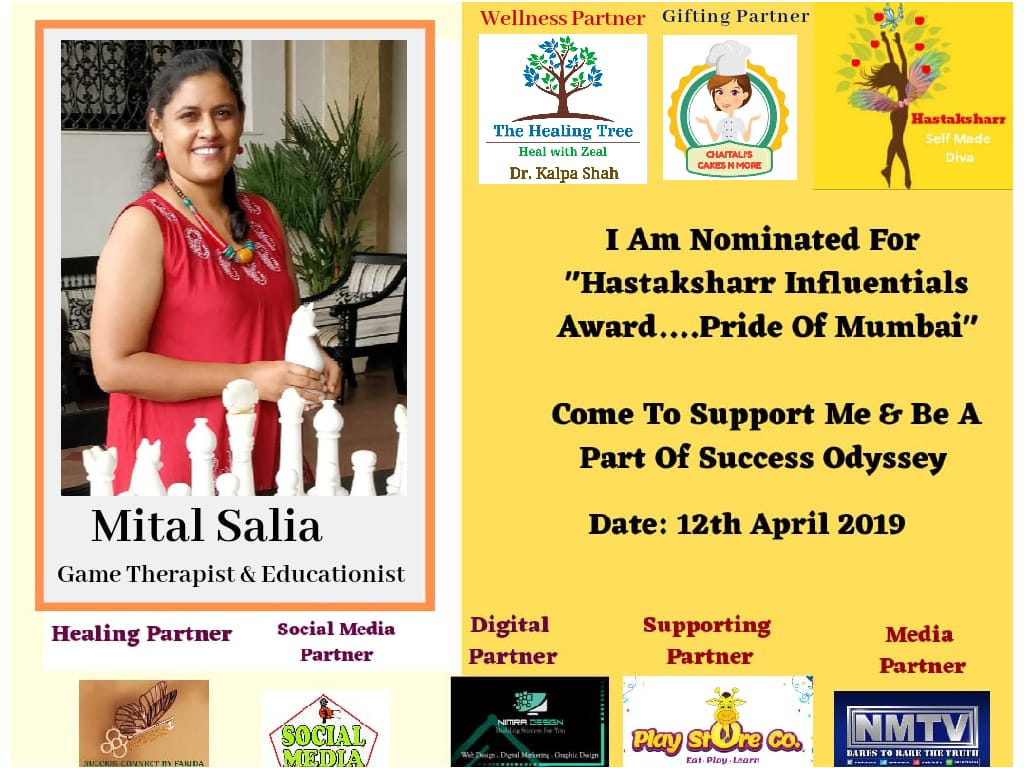 Wellness Partner
Gifting Partner
The Healing Tree
Heal with Zeal
Dr. Kalpa Shah
CHAITALI'S
CAKES N MORE
Hastaksharr
Self Made
Diva
I Am Nominated For
"Hastaksharr Influentials
Award....Pride Of Mumbai"
Come To Support Me & Be A
Part Of Success Odyssey
Date: 12th April 2019
Mital Salia
Game Therapist & Educationist
Healing Partner
Social Media
Partner
Digital
Partner
Supporting
Partner
Media
Partner
SUCCESS CONNECT BY FARIDA
SOCIAL
MEDIA
NIMRA DESIGN
Building Success For You
Web Design . Digital Marketing . Graphic Design
Play Store Co.
Eat · Play · Learn
NMTV
DARES TO BARE THE TRUTH